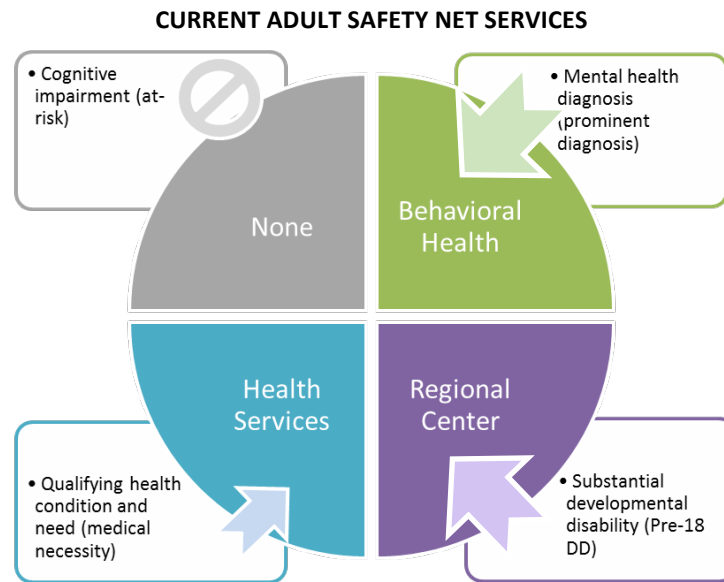 CURRENT ADULT SAFETY NET SERVICES
• Cognitive
impairment (at-
risk)
• Mental health
diagnosis
(prominent
diagnosis)
None
Behavioral
Health
Health
Services
Regional
Center
• Qualifying health
condition and
need (medical
necessity)
• Substantial
developmental
disability (Pre-18
DD)